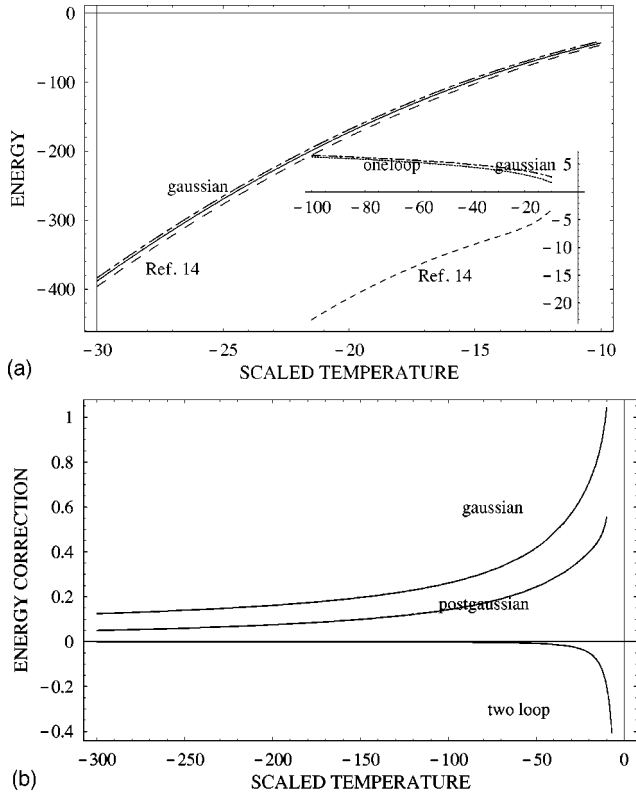 0
−100
−200
−300
−400
ENERGY
gaussian
Ref. 14
oneloop
gaussian
5
−100 −80 −60 −40 −20
−5
−10
−15
−20
Ref. 14
−30 −25 −20 −15 −10
SCALED TEMPERATURE
(a)
1
0.8
0.6
0.4
0.2
0
−0.2
−0.4
ENERGY CORRECTION
gaussian
postgaussian
two loop
−300 −250 −200 −150 −100 −50 0
SCALED TEMPERATURE
(b)